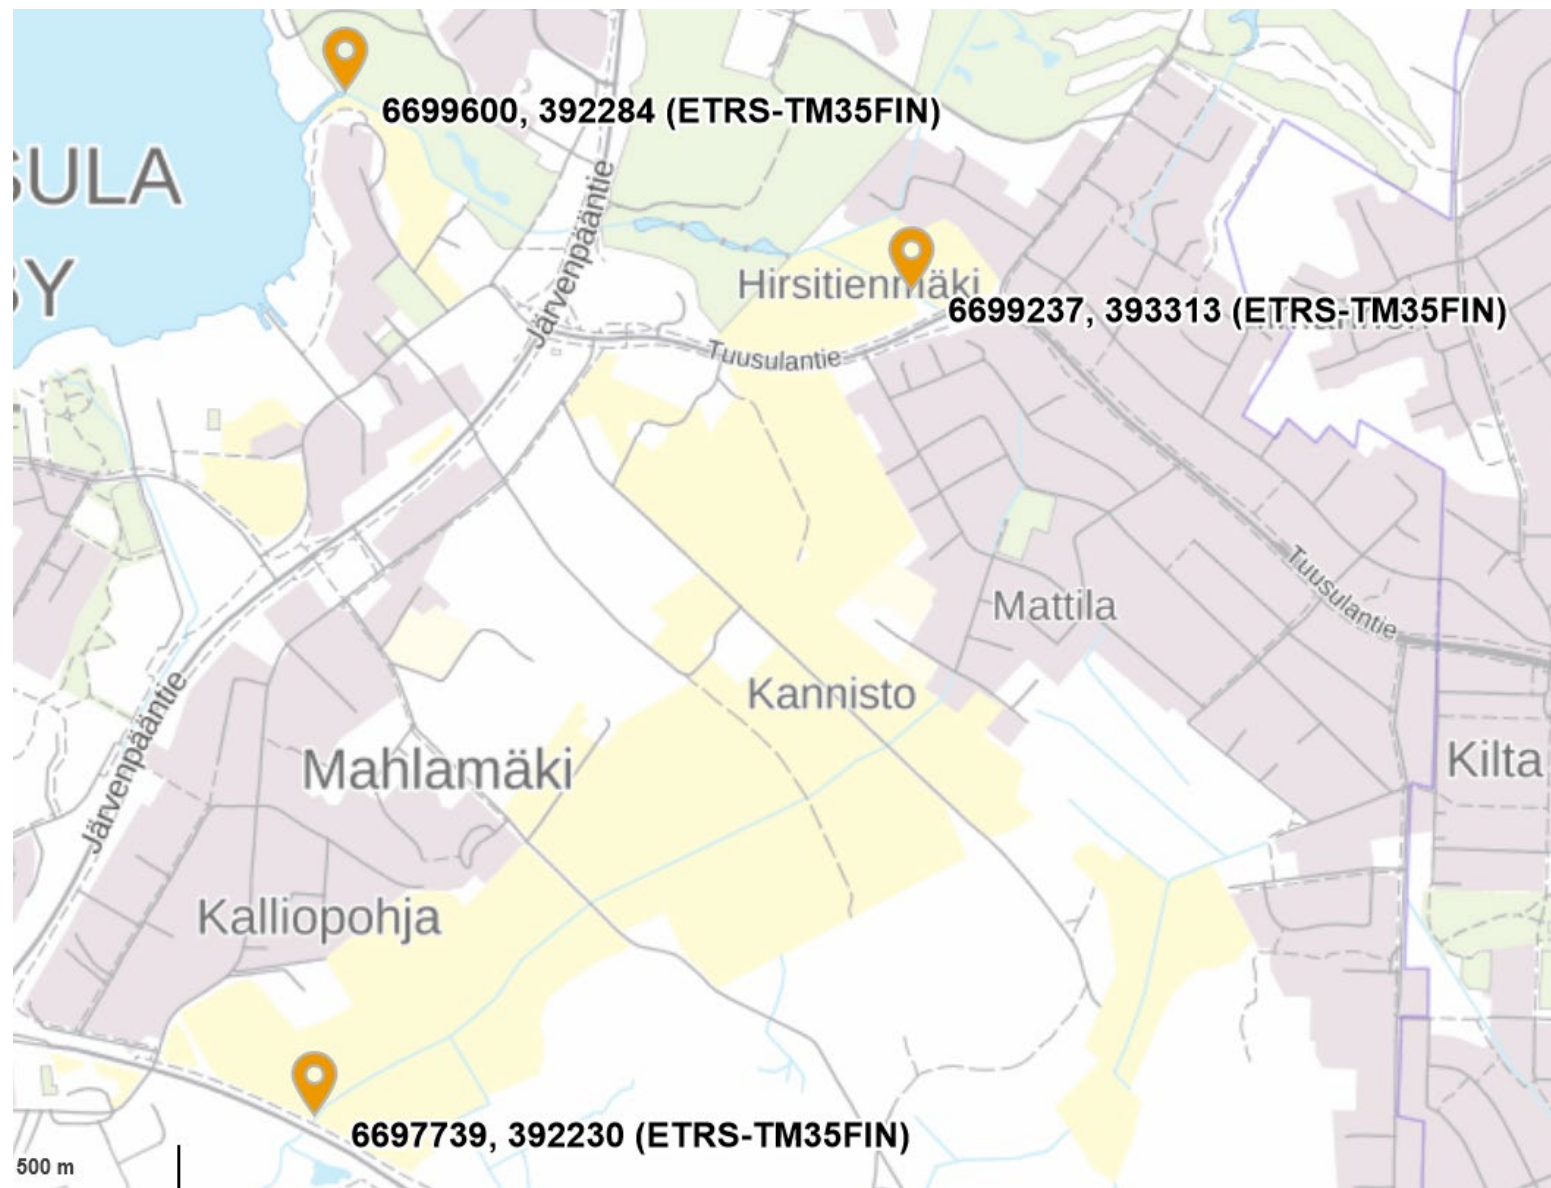 6699600, 392284 (ETRS-TM35FIN)
SULA
BY
Järvenpääntie
Hirsitienmäki
6699237, 393313 (ETRS-TM35FIN)
Tuusulantie
Tuusulantie
Mattila
Kannisto
Järvenpääntie
Mahlamäki
Kilta
Kalliopohja
6697739, 392230 (ETRS-TM35FIN)
500 m